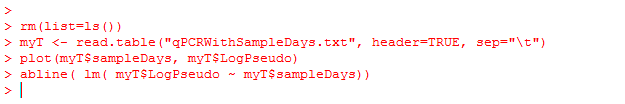 >
> rm(list=ls())
> myT <- read.table("qPCRWithSampleDays.txt", header=TRUE, sep="\t")
> plot(myT$sampleDays, myT$LogPseudo)
> abline( lm( myT$LogPseudo ~ myT$sampleDays))
>